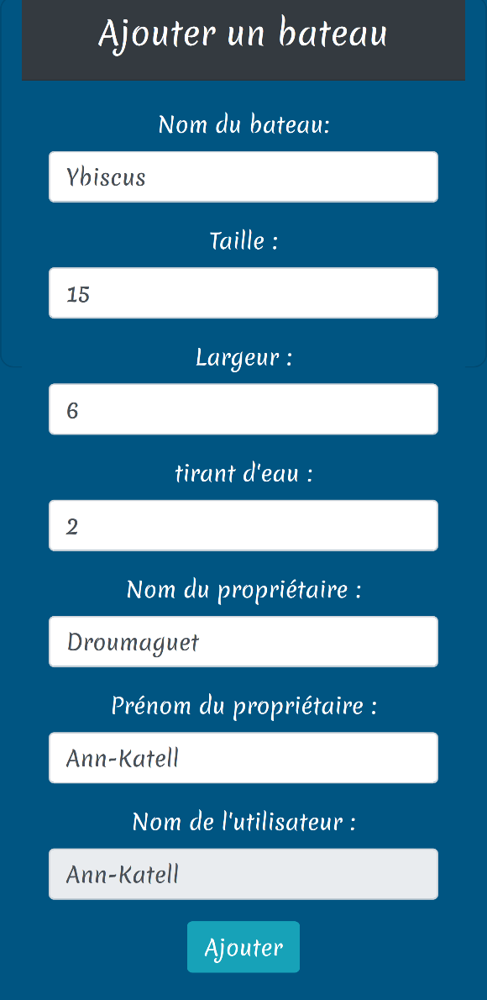 Ajouter un bateau
Nom du bateau:
Ybiscus
Taille :
15
Largeur :
6
tirant d'eau :
2
Nom du propriétaire :
Droumaguet
Prénom du propriétaire :
Ann-Katell
Nom de l'utilisateur :
Ann-Katell
Ajouter